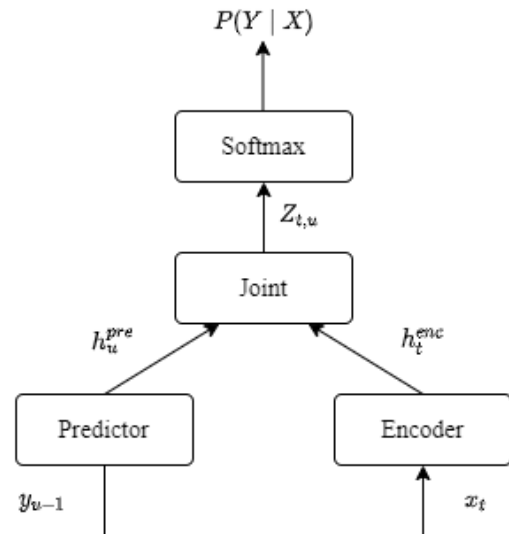 P(Y | X)
Softmax
Z_{t,u}
Joint
h_u^{pre} h_t^{enc}
Predictor Encoder
y_{v-1} x_t